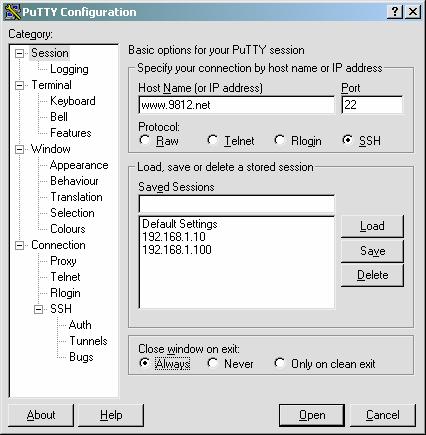 PuTTY Configuration
Category:
Session
Logging
Terminal
Keyboard
Bell
Features
Window
Appearance
Behaviour
Translation
Selection
Colours
Connection
Proxy
Telnet
Rlogin
SSH
Auth
Tunnels
Bugs
Basic options for your PuTTY session
Specify your connection by host name or IP address
Host Name (or IP address) Port
www.9812.net 22
Protocol:
Raw Telnet Rlogin SSH
Load, save or delete a stored session
Saved Sessions
Default Settings
192.168.1.10
192.168.1.100
Load
Save
Delete
Close window on exit:
Always Never Only on clean exit
About Help Open Cancel